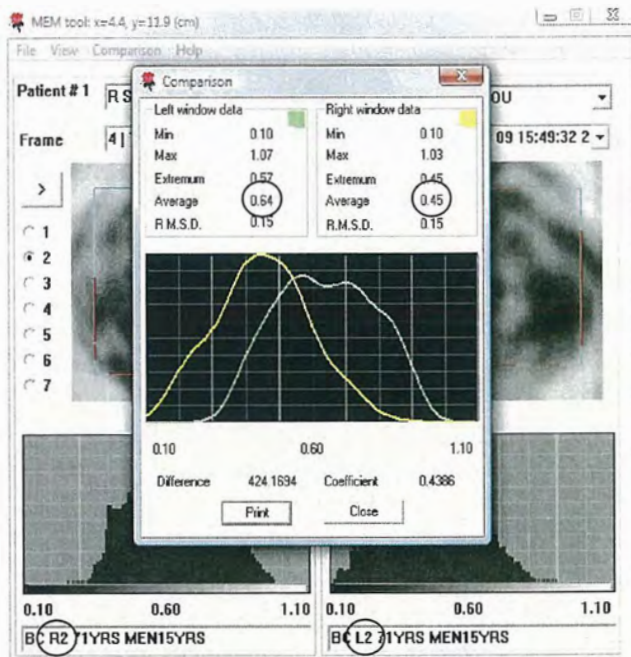 MEM tool: x=4.4, y=11.9 (cm)
File View Comparison Help
Patient # 1 R S OU
Frame 4 | 09 15:49:32 2
>
1
2
3
4
5
6
7
Comparison
Left window data Right window data
Min 0.10 Min 0.10
Max 1.07 Max 1.03
Extremum 0.57 Extremum 0.45
Average 0.64 Average 0.45
R.M.S.D. 0.15 R.M.S.D. 0.15
0.10 0.60 1.10
Difference 424.1694 Coefficient 0.4386
Print Close
0.10 0.60 1.10 0.10 0.60 1.10
BC R2 71YRS MEN15YRS BC L2 71YRS MEN15YRS